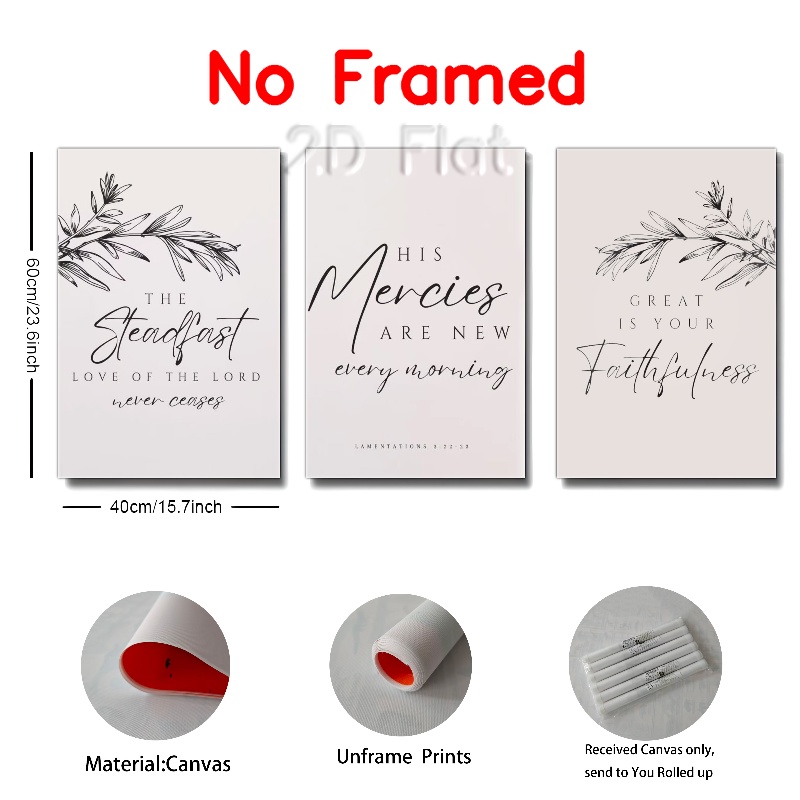 No Framed
2D Flat
60cm/23.6inch
THE
Steadfast
LOVE OF THE LORD
never ceases
HIS
Mercies
ARE NEW
every morning
LAMENTATIONS 3:22-23
GREAT
IS YOUR
Faithfulness
40cm/15.7inch
Material:Canvas
Unframe Prints
Received Canvas only,
send to You Rolled up